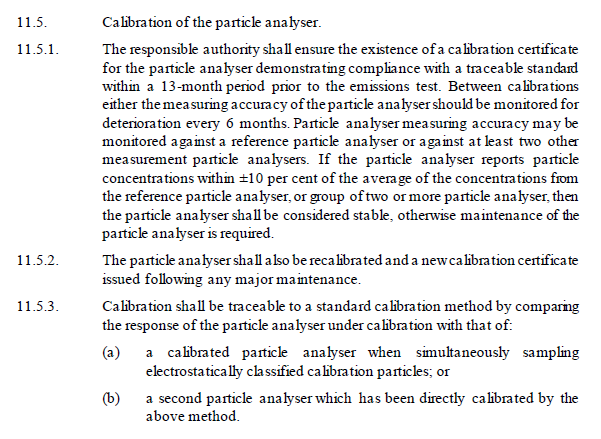 11.5. Calibration of the particle analyser.
11.5.1. The responsible authority shall ensure the existence of a calibration certificate
for the particle analyser demonstrating compliance with a traceable standard
within a 13-month period prior to the emissions test. Between calibrations
either the measuring accuracy of the particle analyser should be monitored for
deterioration every 6 months. Particle analyser measuring accuracy may be
monitored against a reference particle analyser or against at least two other
measurement particle analysers. If the particle analyser reports particle
concentrations within ±10 per cent of the average of the concentrations from
the reference particle analyser, or group of two or more particle analyser, then
the particle analyser shall be considered stable, otherwise maintenance of the
particle analyser is required.
11.5.2. The particle analyser shall also be recalibrated and a new calibration certificate
issued following any major maintenance.
11.5.3. Calibration shall be traceable to a standard calibration method by comparing
the response of the particle analyser under calibration with that of:
(a) a calibrated particle analyser when simultaneously sampling
electrostatically classified calibration particles; or
(b) a second particle analyser which has been directly calibrated by the
above method.